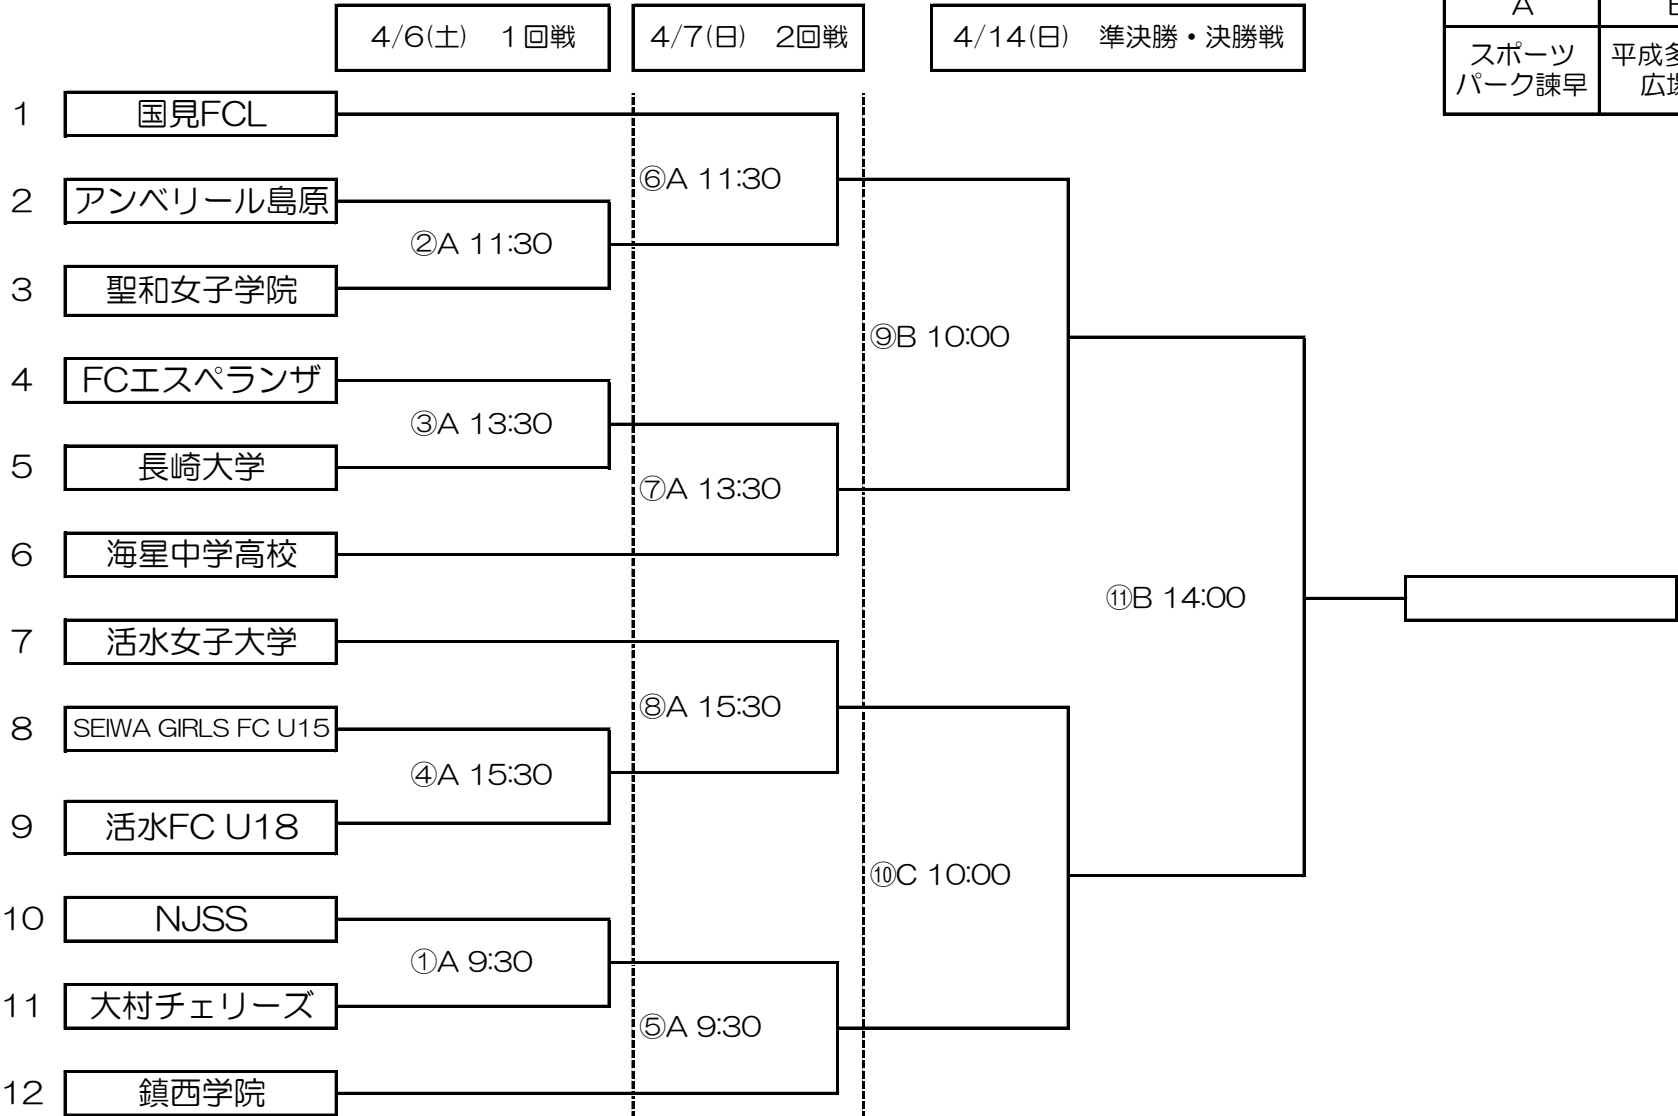 4/6(土) 1回戦
4/7(日) 2回戦
4/14(日) 準決勝・決勝戦
A
スポーツ
パーク諫早
平成
広
1 国見FCL
⑥A 11:30
2 アンベリール島原
②A 11:30
3 聖和女子学院
⑨B 10:00
4 FCエスペランザ
③A 13:30
5 長崎大学
⑦A 13:30
6 海星中学高校
⑪B 14:00
7 活水女子大学
⑧A 15:30
8 SEIWA GIRLS FC U15
④A 15:30
9 活水FC U18
⑩C 10:00
10 NJSS
①A 9:30
11 大村チェリーズ
⑤A 9:30
12 鎮西学院